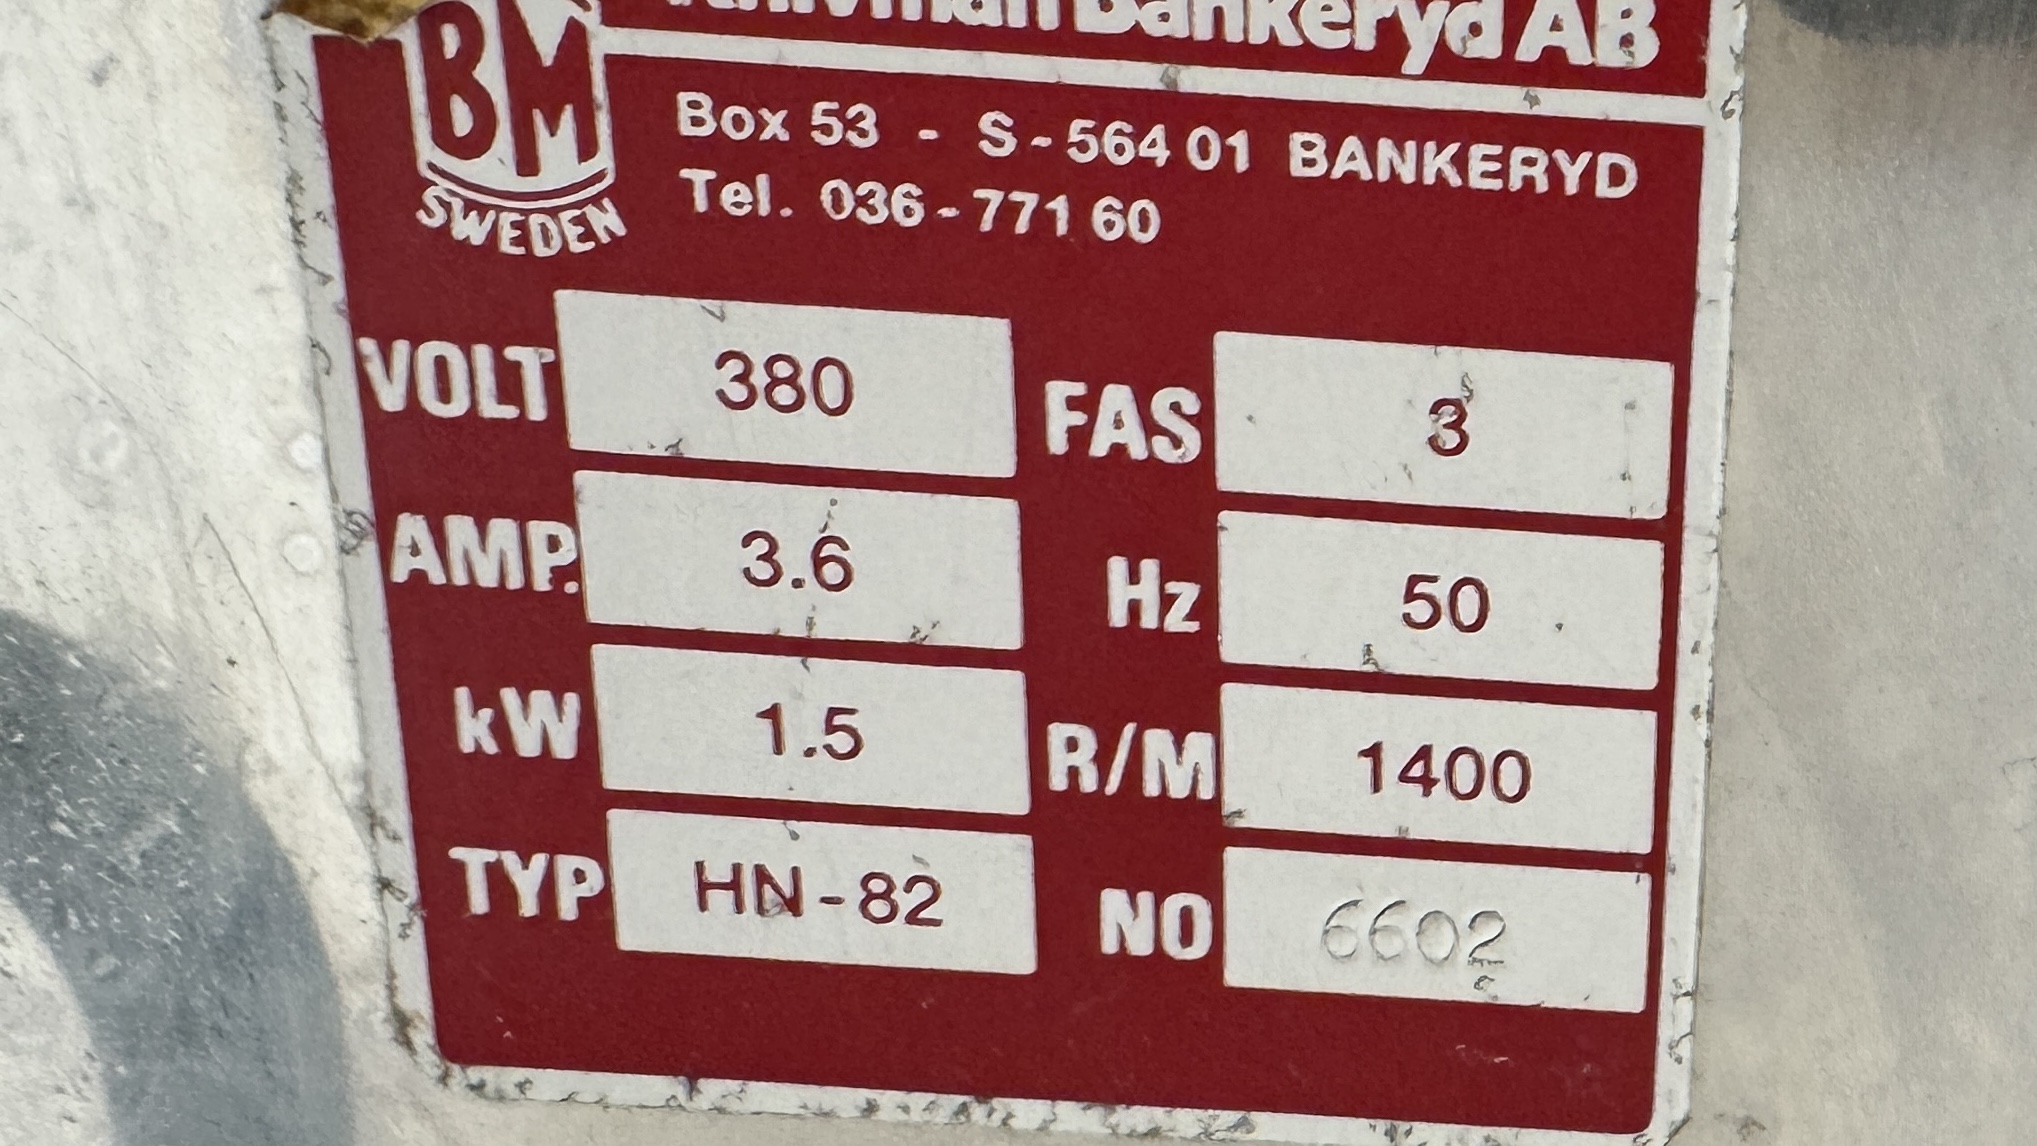 Bankeryd AB
BM
SWEDEN
Box 53 - S-564 01 BANKERYD
Tel. 036-771 60
VOLT 380 FAS 3
AMP. 3.6 Hz 50
kW 1.5 R/M 1400
TYP HN-82 NO 6602